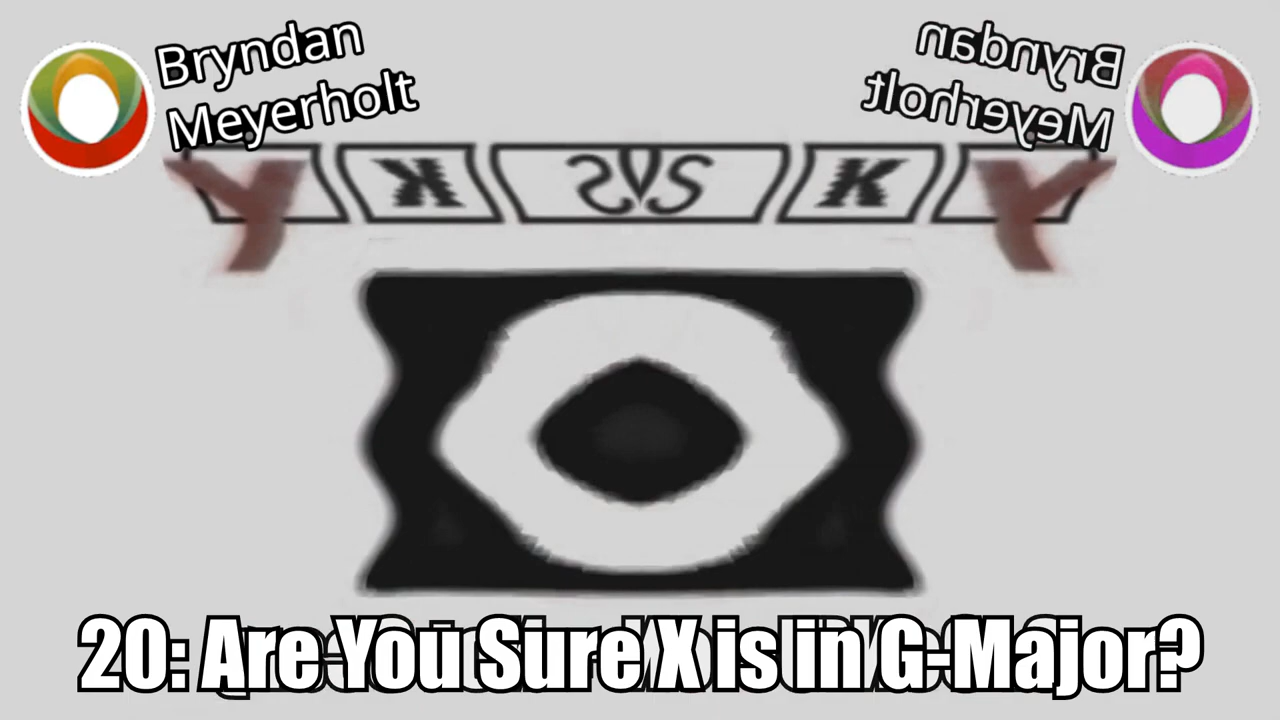 Bryndan
Meyerholt
Bryndan
Meyerholt
Y K K Y
20: Are You Sure X is in G-Major?